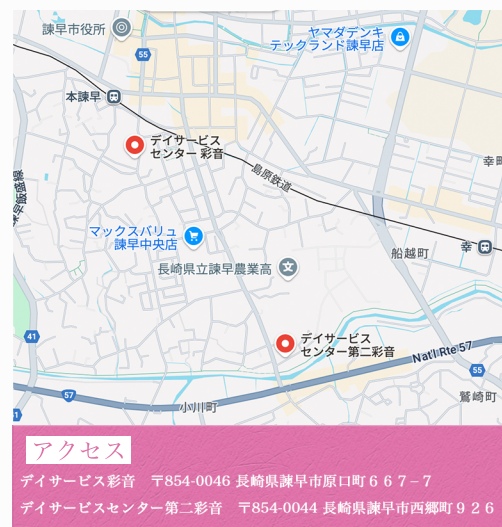 諫早市役所
ヤマダデンキ
テックランド諫早店
55
本諫早
デイサービス
センター 彩音
島原鉄道
幸町
早飯盛線
マックスバリュ
諫早中央店
船越町
幸
長崎県立諫早農業高
41
デイサービス
センター第二彩音
Nat'l Rte 57
55
57
鷲崎町
小川町
アクセス
デイサービス彩音 〒854-0046 長崎県諫早市原口町６６７−７
デイサービスセンター第二彩音 〒854-0044 長崎県諫早市西郷町９２６